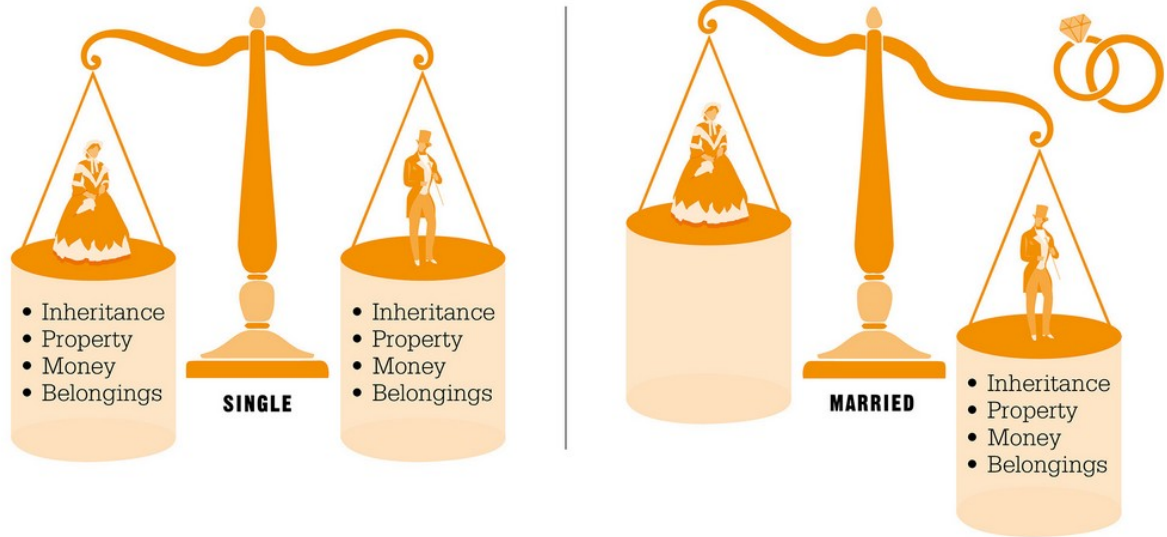 • Inheritance
• Property
• Money
• Belongings
SINGLE
• Inheritance
• Property
• Money
• Belongings
MARRIED
• Inheritance
• Property
• Money
• Belongings